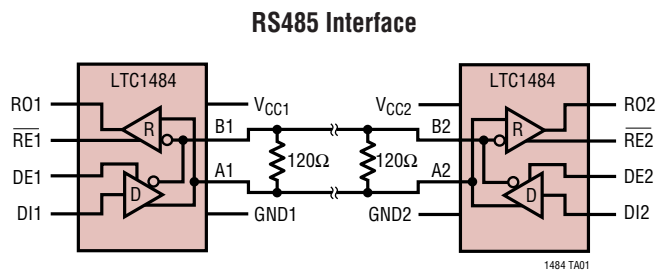 RS485 Interface
LTC1484
LTC1484
RO1
R
VCC1
VCC2
R
RO2
RE1
B1
B2
RE2
DE1
120Ω
120Ω
DE2
A1
A2
DI1
D
GND1
GND2
D
DI2
1484 TA01